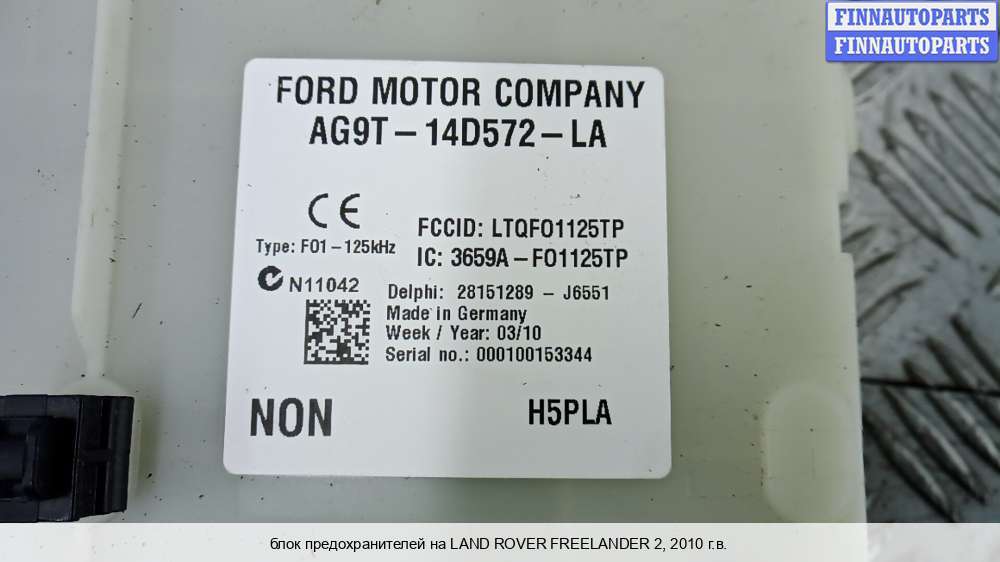 FINNAUTOPARTS
FINNAUTOPARTS
FORD MOTOR COMPANY
AG9T-14D572-LA
CE
FCCID: LTQFO1125TP
Type: F01-125kHz
IC: 3659A-FO1125TP
N11042
Delphi: 28151289 - J6551
Made in Germany
Week / Year: 03/10
Serial no.: 000100153344
NON
H5PLA
блок предохранителей на LAND ROVER FREELANDER 2, 2010 г.в.